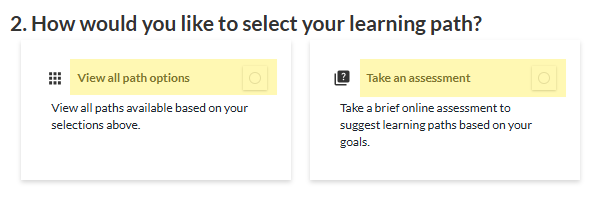 2. How would you like to select your learning path?
View all path options
View all paths available based on your
selections above.
Take an assessment
Take a brief online assessment to
suggest learning paths based on your
goals.